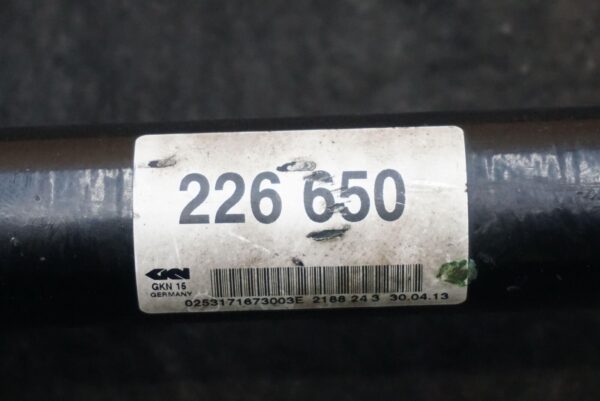 226 650
GKN
GKN 15
GERMANY
0253171673003E 2188 24 3 30.04.13